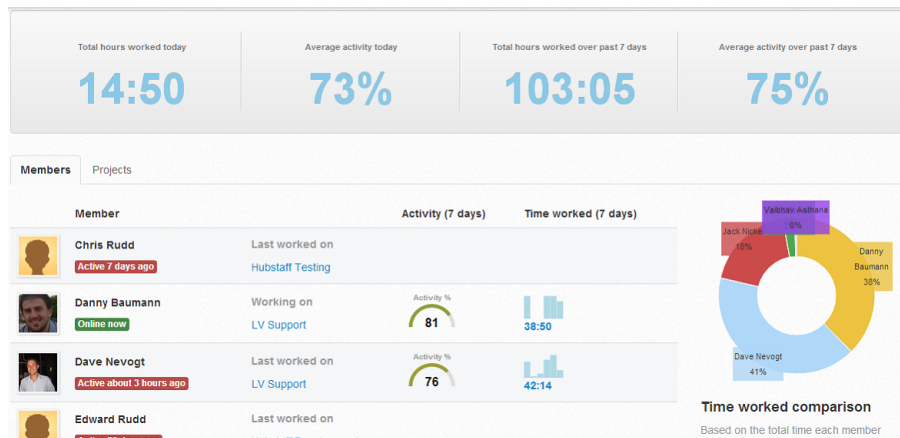 Total hours worked today
Average activity today
Total hours worked over past 7 days
Average activity over past 7 days
14:50
73%
103:05
75%
Members
Projects
Member
Activity (7 days)
Time worked (7 days)
Chris Rudd
Last worked on
Active 7 days ago
Hubstaff Testing
Danny Baumann
Working on
Activity %
Online now
LV Support
81
38:50
Dave Nevogt
Last worked on
Activity %
Active about 3 hours ago
LV Support
76
42:14
Edward Rudd
Last worked on
Vaibhav Asthana
Jack Nicke
Danny
Baumann
38%
Dave Nevogt
41%
Time worked comparison
Based on the total time each member